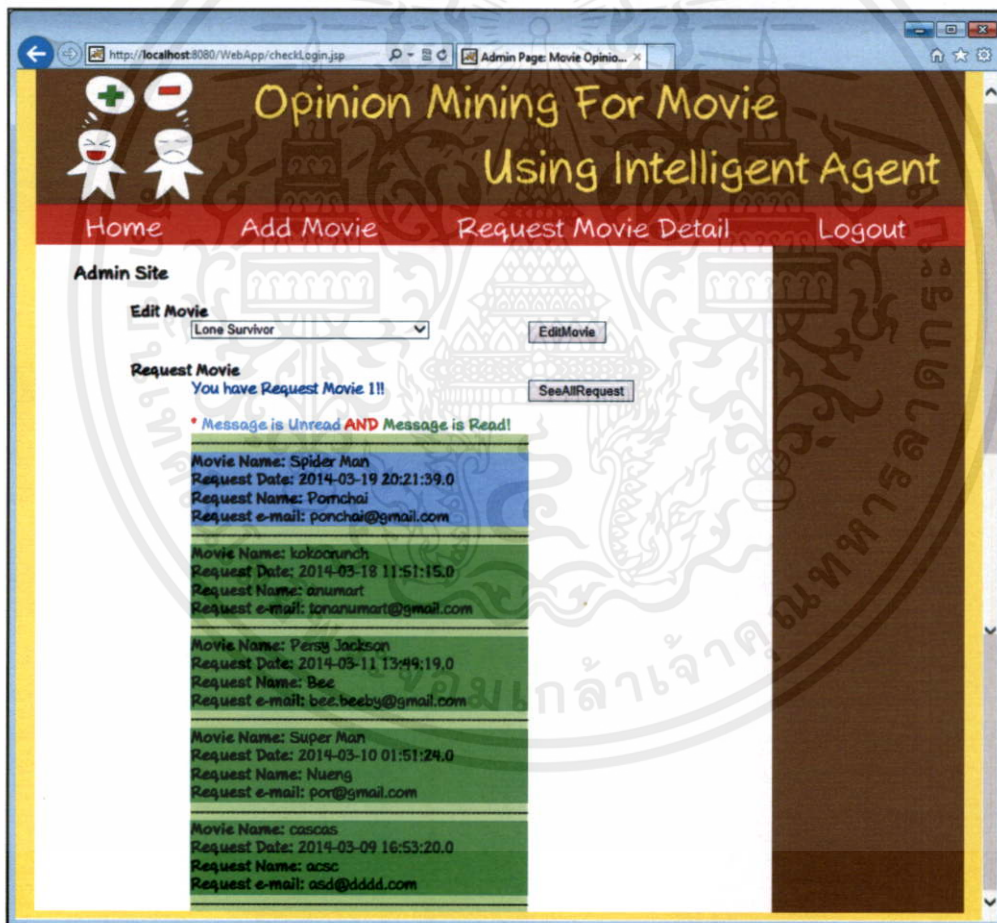 http://localhost:8080/WebApp/checkLogin.jsp
Admin Page: Movie Opinio...
Opinion Mining For Movie
Using Intelligent Agent
Home Add Movie Request Movie Detail Logout
Admin Site
Edit Movie
Lone Survivor EditMovie
Request Movie
You have Request Movie 1!! SeeAllRequest
* Message is Unread AND Message is Read!
Movie Name: Spider Man
Request Date: 2014-03-19 20:21:39.0
Request Name: Pornchai
Request e-mail: ponchai@gmail.com
Movie Name: kokocrunch
Request Date: 2014-03-18 11:51:15.0
Request Name: anumart
Request e-mail: tonanumart@gmail.com
Movie Name: Persy Jackson
Request Date: 2014-03-11 13:49:19.0
Request Name: Bee
Request e-mail: bee.beeby@gmail.com
Movie Name: Super Man
Request Date: 2014-03-10 01:51:24.0
Request Name: Nueng
Request e-mail: por@gmail.com
Movie Name: cascas
Request Date: 2014-03-09 16:53:20.0
Request Name: acsc
Request e-mail: asd@dddd.com